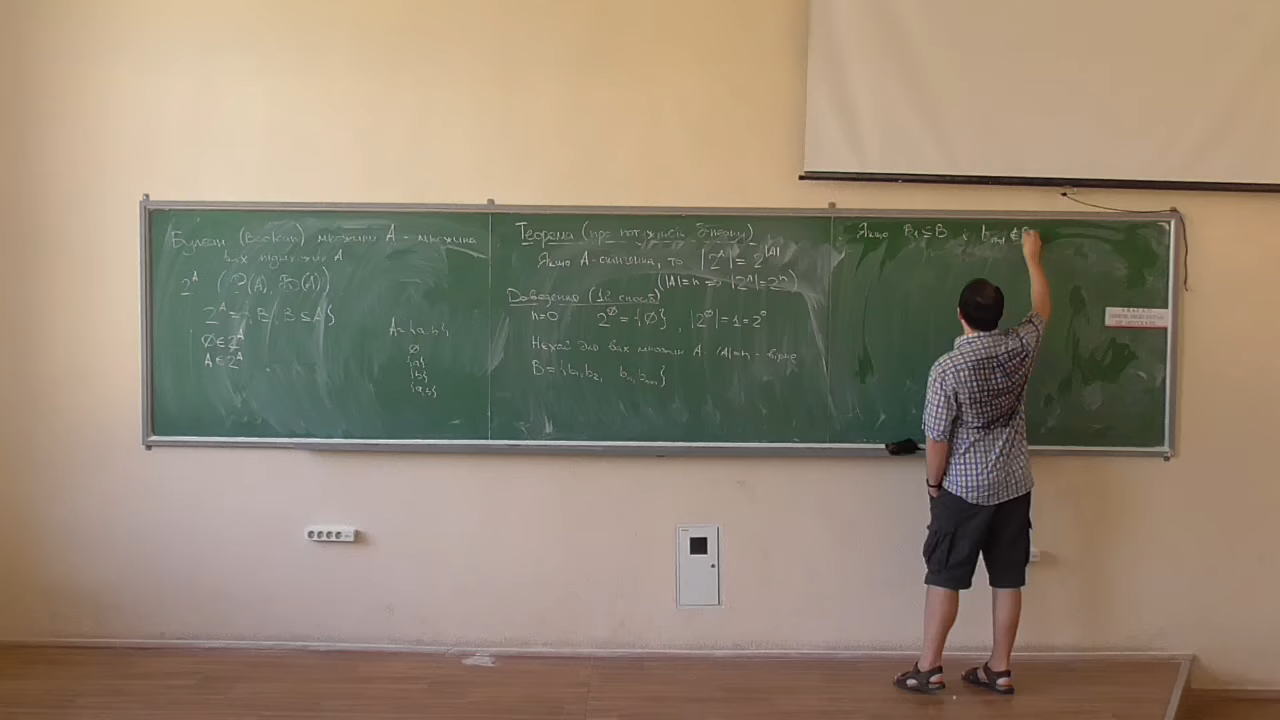 Булеан (Boolean) множини A - множина
всіх підмножин A
2^A (P(A), ℬ(A))
2^A = {B | B ⊆ A}
∅ ∈ 2^A
A ∈ 2^A
A = {a, b}
∅
{a}
{b}
{a, b}
Теорема (про потужність булеану)
Якщо A - скінченна, то |2^A| = 2^|A|
(|A| = n ⇒ |2^A| = 2^n)
Доведення (1й спосіб)
n=0 2^∅ = {∅}, |2^∅| = 1 = 2^0
Нехай для всіх множин A |A|=n - вірно
B = {b₁, b₂, bₙ, bₙ₊₁}
Якщо B₁ ⊆ B і bₙ₊₁ ∉